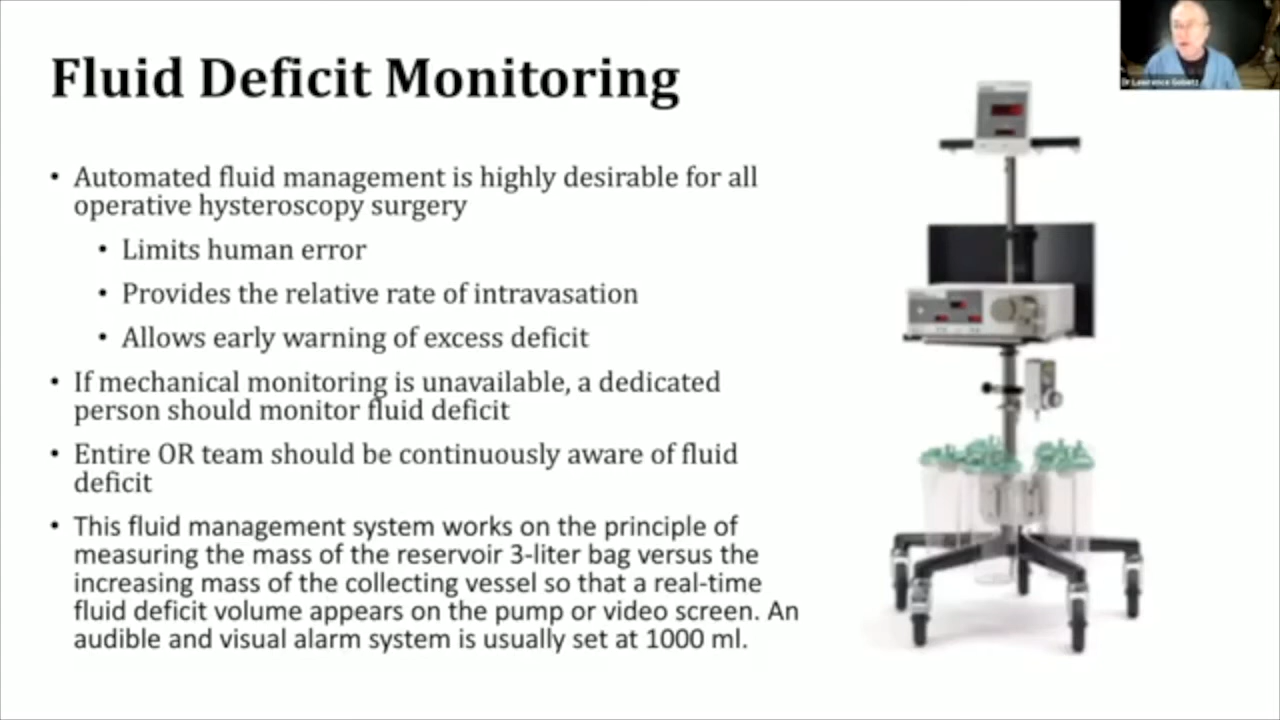 Fluid Deficit Monitoring
• Automated fluid management is highly desirable for all
operative hysteroscopy surgery
• Limits human error
• Provides the relative rate of intravasation
• Allows early warning of excess deficit
• If mechanical monitoring is unavailable, a dedicated
person should monitor fluid deficit
• Entire OR team should be continuously aware of fluid
deficit
• This fluid management system works on the principle of
measuring the mass of the reservoir 3-liter bag versus the
increasing mass of the collecting vessel so that a real-time
fluid deficit volume appears on the pump or video screen. An
audible and visual alarm system is usually set at 1000 ml.
Dr Lawrence